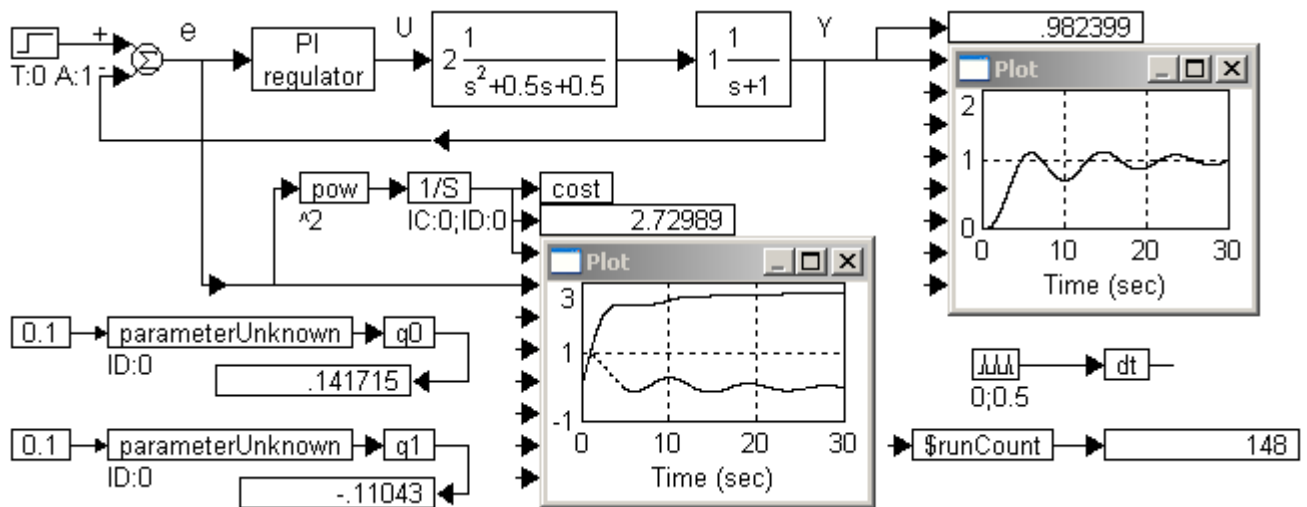 T:0 A:1
+
-
Σ
e
PI
regulator
U
2 1
s²+0.5s+0.5
1 1
s+1
Y
.982399
Plot
2
1
0
0 10 20 30
Time (sec)
pow
^2
1/S
IC:0;ID:0
cost
2.72989
Plot
3
1
-1
0 10 20 30
Time (sec)
0.1
parameterUnknown
ID:0
q0
.141715
0.1
parameterUnknown
ID:0
q1
-.11043
0;0.5
dt
$runCount
148